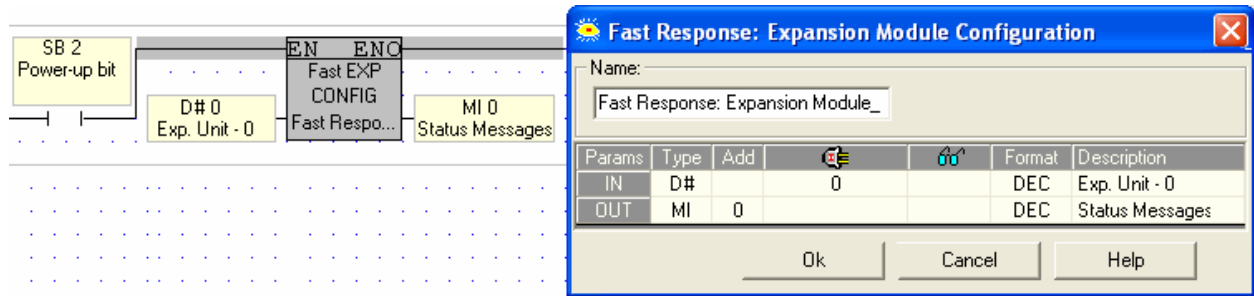 SB 2
Power-up bit
EN ENO
Fast EXP
CONFIG
Fast Respo...
D# 0
Exp. Unit - 0
MI 0
Status Messages
Fast Response: Expansion Module Configuration
Name:
Fast Response: Expansion Module_
Params Type Add Format Description
IN D# 0 DEC Exp. Unit - 0
OUT MI 0 DEC Status Messages
Ok Cancel Help